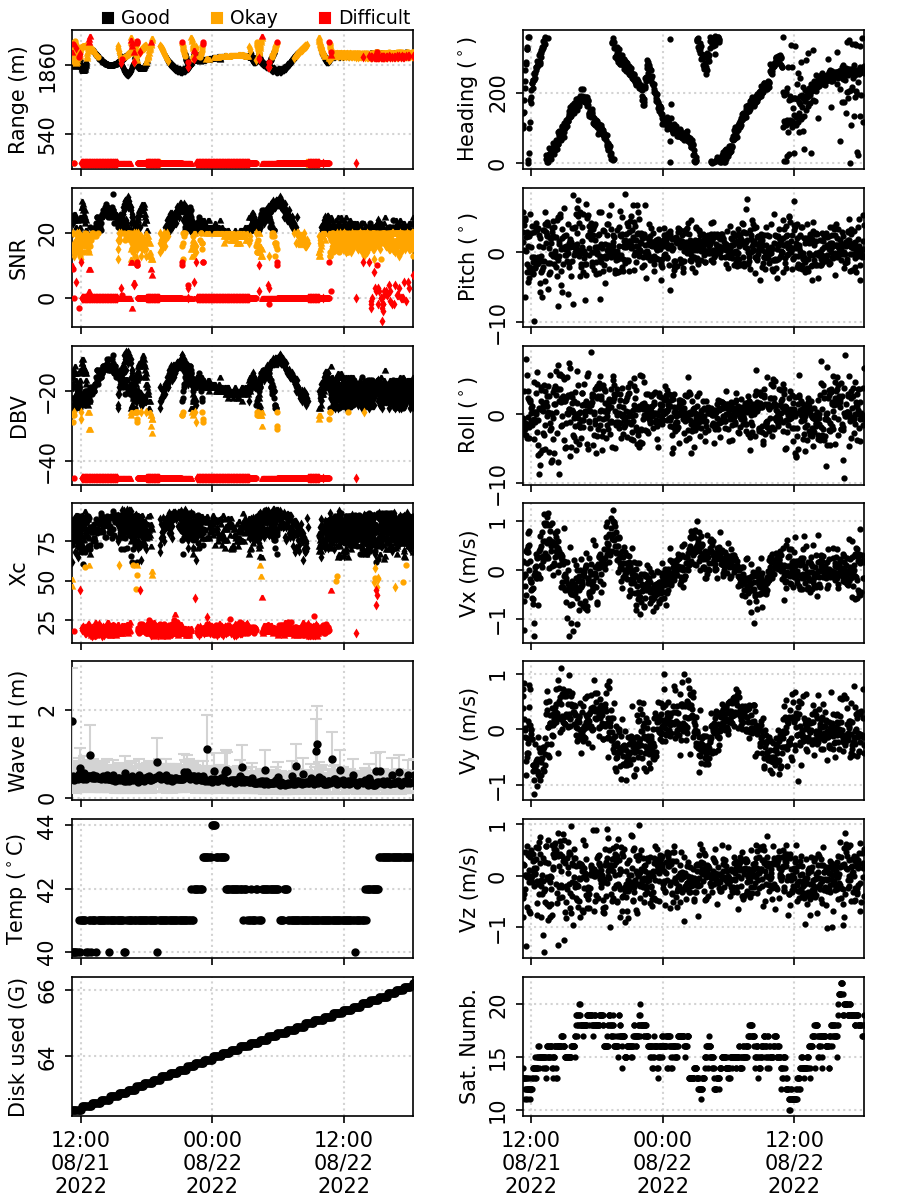 Good Okay Difficult
Range (m)
1860
540
Heading (°)
200
0
SNR
20
0
Pitch (°)
0
−10
DBV
−20
−40
Roll (°)
0
−10
Xc
75
50
25
Vx (m/s)
1
0
−1
Wave H (m)
2
0
Vy (m/s)
1
0
−1
Temp (°C)
44
42
40
Vz (m/s)
1
0
−1
Disk used (G)
66
64
Sat. Numb.
20
15
10
12:00 00:00 12:00
08/21 08/22 08/22
2022 2022 2022
12:00 00:00 12:00
08/21 08/22 08/22
2022 2022 2022